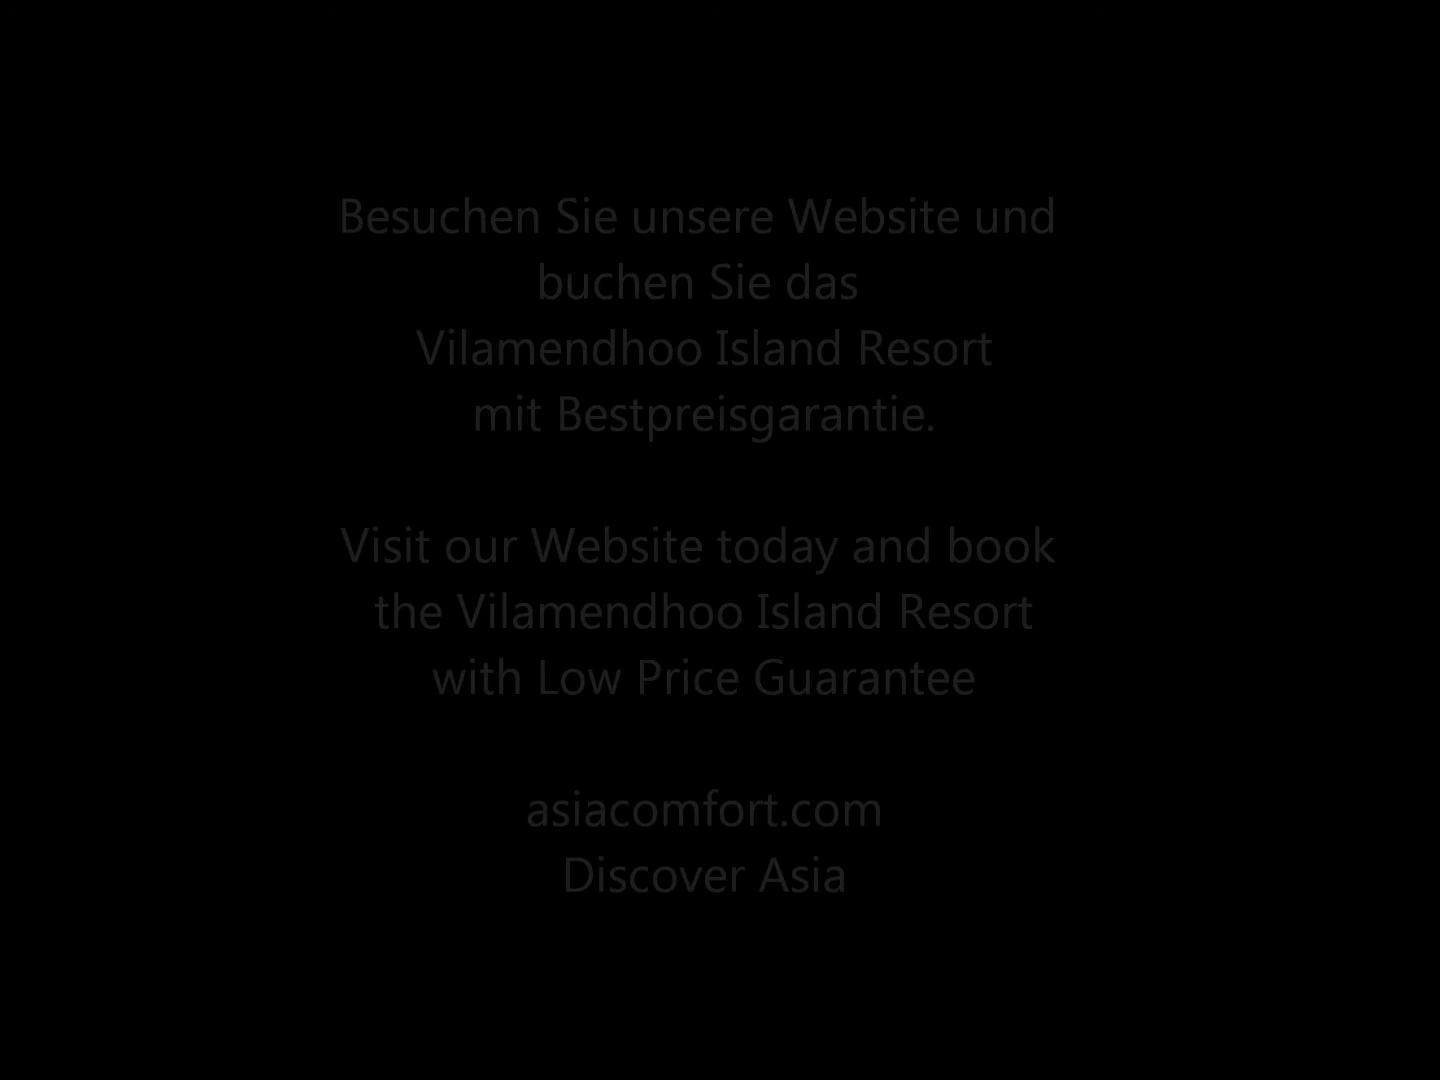 Besuchen Sie unsere Website und
buchen Sie das
Vilamendhoo Island Resort
mit Bestpreisgarantie.
Visit our Website today and book
the Vilamendhoo Island Resort
with Low Price Guarantee
asiacomfort.com
Discover Asia